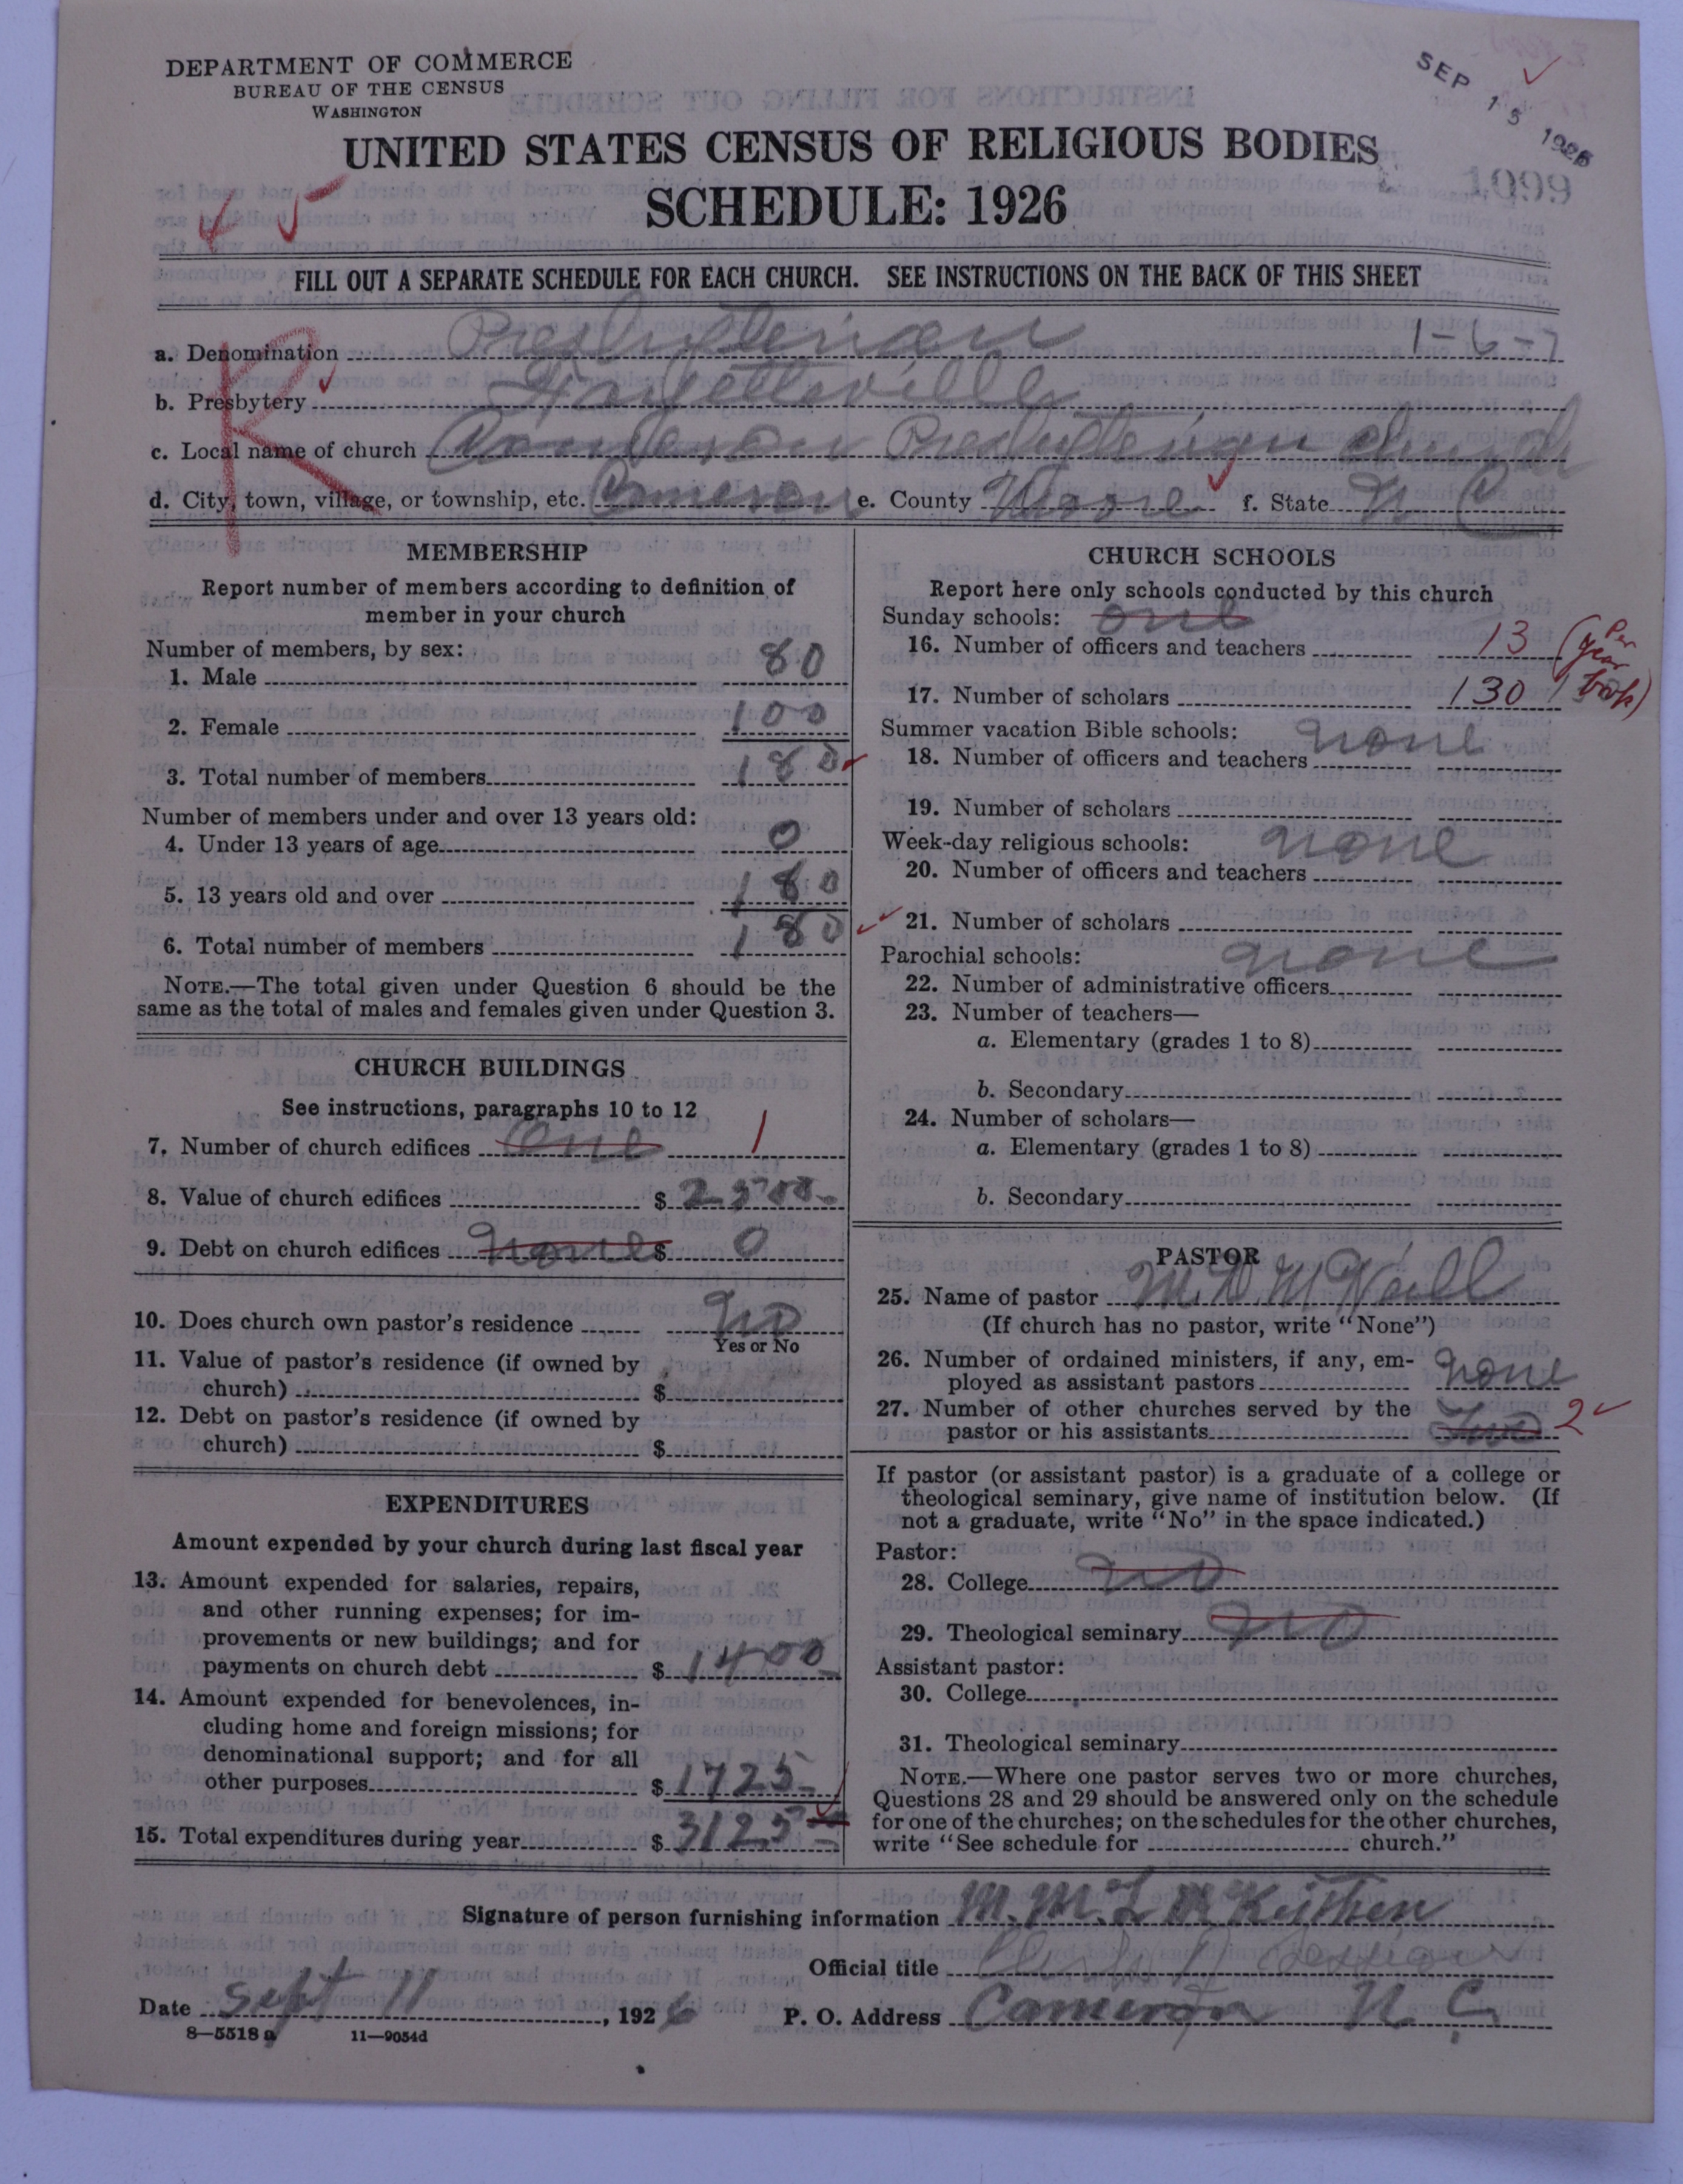 DEPARTMENT OF COMMERCE
BUREAU OF THE CENSUS
WASHINGTON
SEP 15 1926
1099
UNITED STATES CENSUS OF RELIGIOUS BODIES
SCHEDULE: 1926
FILL OUT A SEPARATE SCHEDULE FOR EACH CHURCH. SEE INSTRUCTIONS ON THE BACK OF THIS SHEET
K
a. Denomination Presbyterian 1-6-7
b. Presbytery Fayetteville
c. Local name of church Cameron Presbyterian church
d. City, town, village, or township, etc. Cameron e. County Moore f. State N C
MEMBERSHIP
Report number of members according to definition of
member in your church
Number of members, by sex:
1. Male 80
2. Female 100
3. Total number of members 180
Number of members under and over 13 years old:
4. Under 13 years of age 0
5. 13 years old and over 180
6. Total number of members 180
NOTE.—The total given under Question 6 should be the
same as the total of males and females given under Question 3.
CHURCH BUILDINGS
See instructions, paragraphs 10 to 12
7. Number of church edifices one 1
8. Value of church edifices $ 2500-
9. Debt on church edifices none $ 0
10. Does church own pastor's residence no
Yes or No
11. Value of pastor's residence (if owned by
church) $
12. Debt on pastor's residence (if owned by
church) $
EXPENDITURES
Amount expended by your church during last fiscal year
13. Amount expended for salaries, repairs,
and other running expenses; for im-
provements or new buildings; and for
payments on church debt $ 1400
14. Amount expended for benevolences, in-
cluding home and foreign missions; for
denominational support; and for all
other purposes $ 1725-
15. Total expenditures during year $ 3125
CHURCH SCHOOLS
Report here only schools conducted by this church
Sunday schools: one
16. Number of officers and teachers 13 (Per year book)
17. Number of scholars 130
Summer vacation Bible schools: none
18. Number of officers and teachers
19. Number of scholars
Week-day religious schools: none
20. Number of officers and teachers
21. Number of scholars
Parochial schools: none
22. Number of administrative officers
23. Number of teachers—
a. Elementary (grades 1 to 8)
b. Secondary
24. Number of scholars—
a. Elementary (grades 1 to 8)
b. Secondary
PASTOR
25. Name of pastor M. D. McNeill
(If church has no pastor, write "None")
26. Number of ordained ministers, if any, em-
ployed as assistant pastors none
27. Number of other churches served by the
pastor or his assistants Two 2
If pastor (or assistant pastor) is a graduate of a college or
theological seminary, give name of institution below. (If
not a graduate, write "No" in the space indicated.)
Pastor:
28. College no
29. Theological seminary no
Assistant pastor:
30. College
31. Theological seminary
NOTE.—Where one pastor serves two or more churches,
Questions 28 and 29 should be answered only on the schedule
for one of the churches; on the schedules for the other churches,
write "See schedule for church."
Signature of person furnishing information
Official title Clerk of Session
Date Sept 11, 1926 P. O. Address Cameron N. C.
8—5518 a 11—9054d